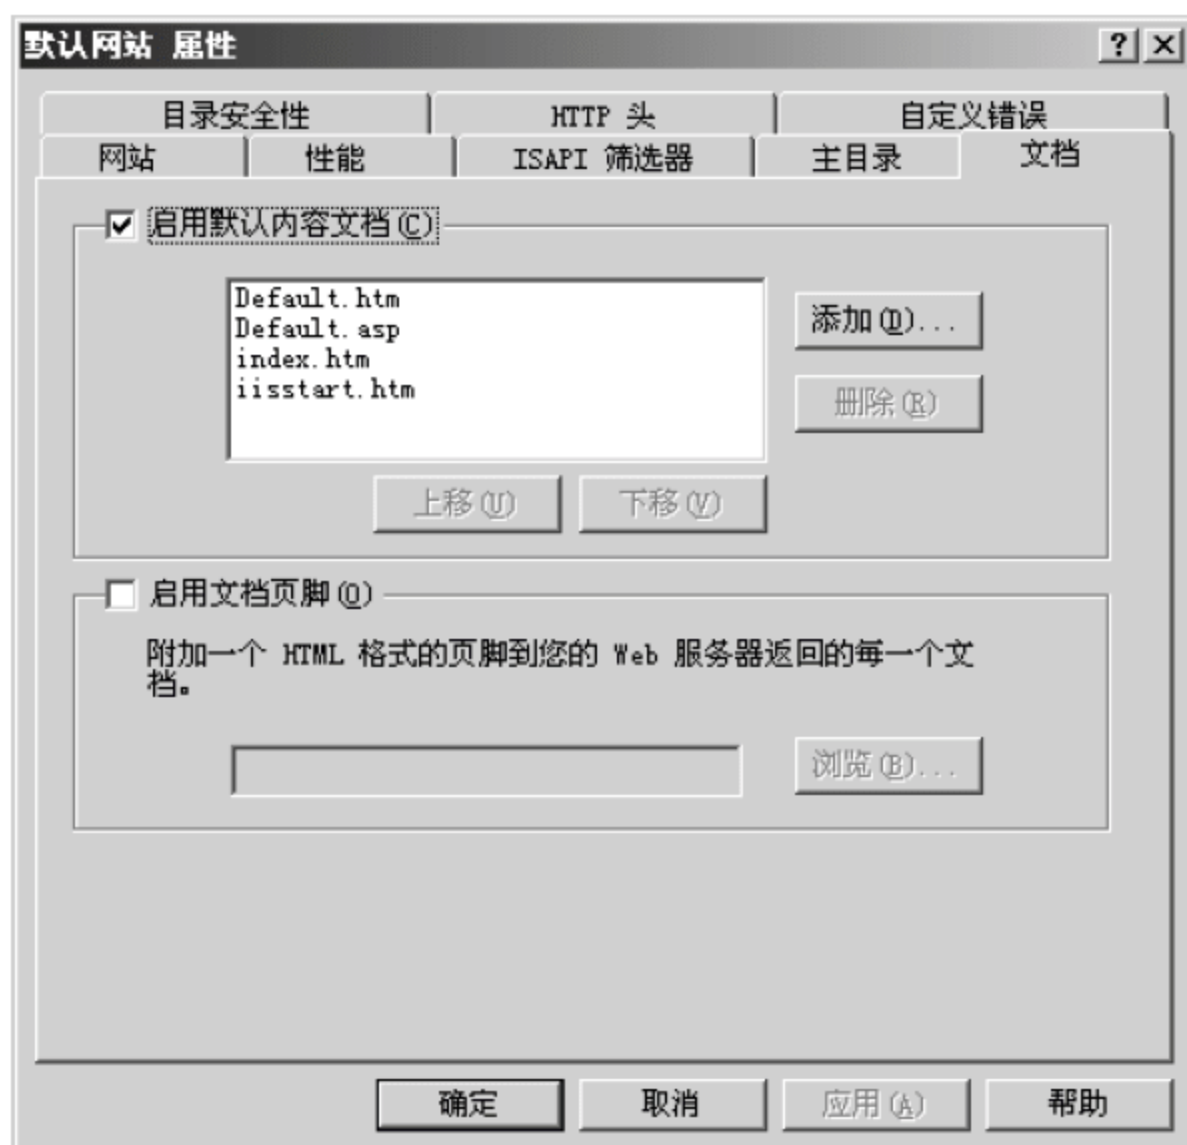 默认网站 属性
目录安全性 HTTP 头 自定义错误
网站 性能 ISAPI 筛选器 主目录 文档
启用默认内容文档(C)
Default.htm
Default.asp
index.htm
iisstart.htm
添加(D)...
删除(R)
上移(U) 下移(V)
启用文档页脚(O)
附加一个 HTML 格式的页脚到您的 Web 服务器返回的每一个文
档。
浏览(B)...
确定 取消 应用(A) 帮助